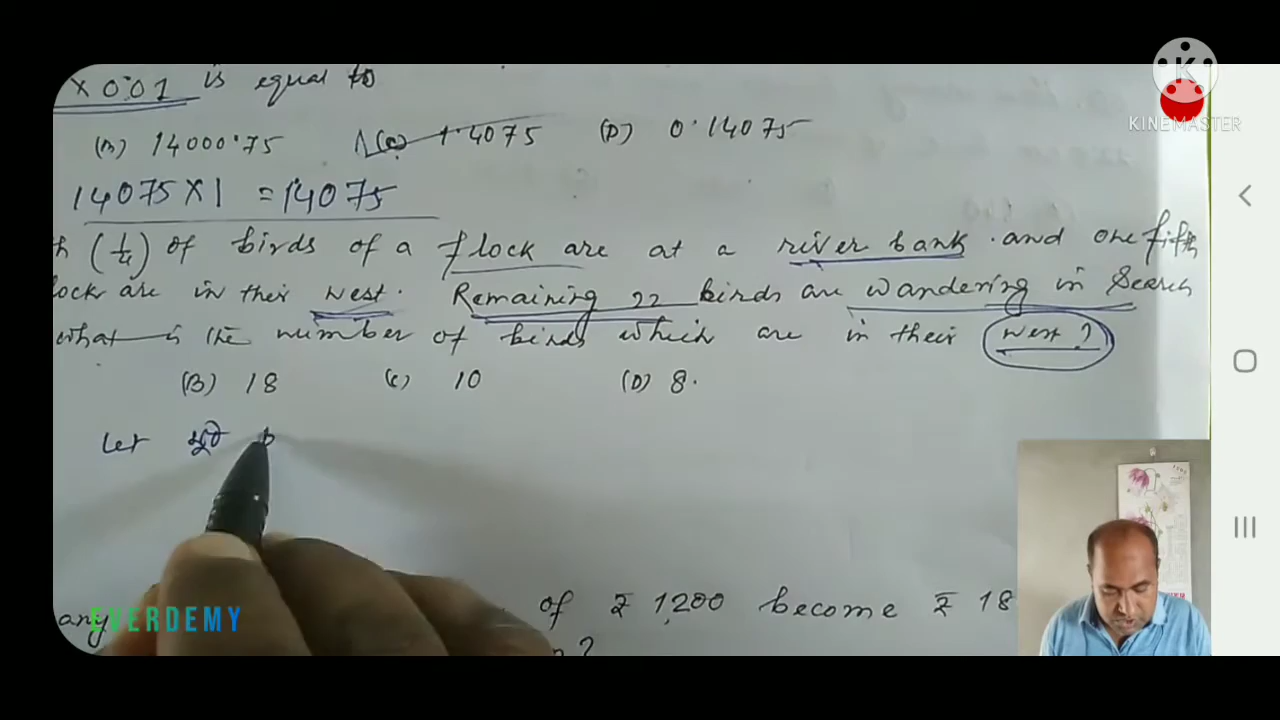 × 0.01 is equal to
(B) 14000.75 (C) 1.4075 (D) 0.14075
14075 × 1 = 14075
(1/4) of birds of a flock are at a river bank. and one fifth
lock are in their nest. Remaining 22 birds are wandering in Search
what is the number of birds which are in their nest?
(B) 18 (C) 10 (D) 8.
Let
any of ₹ 1200 become ₹ 18
EVERDEMY
KINEMASTER